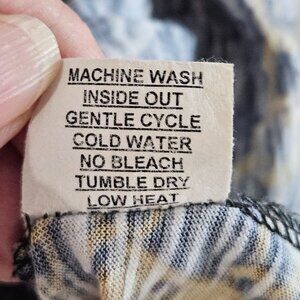 MACHINE WASH
INSIDE OUT
GENTLE CYCLE
COLD WATER
NO BLEACH
TUMBLE DRY
LOW HEAT